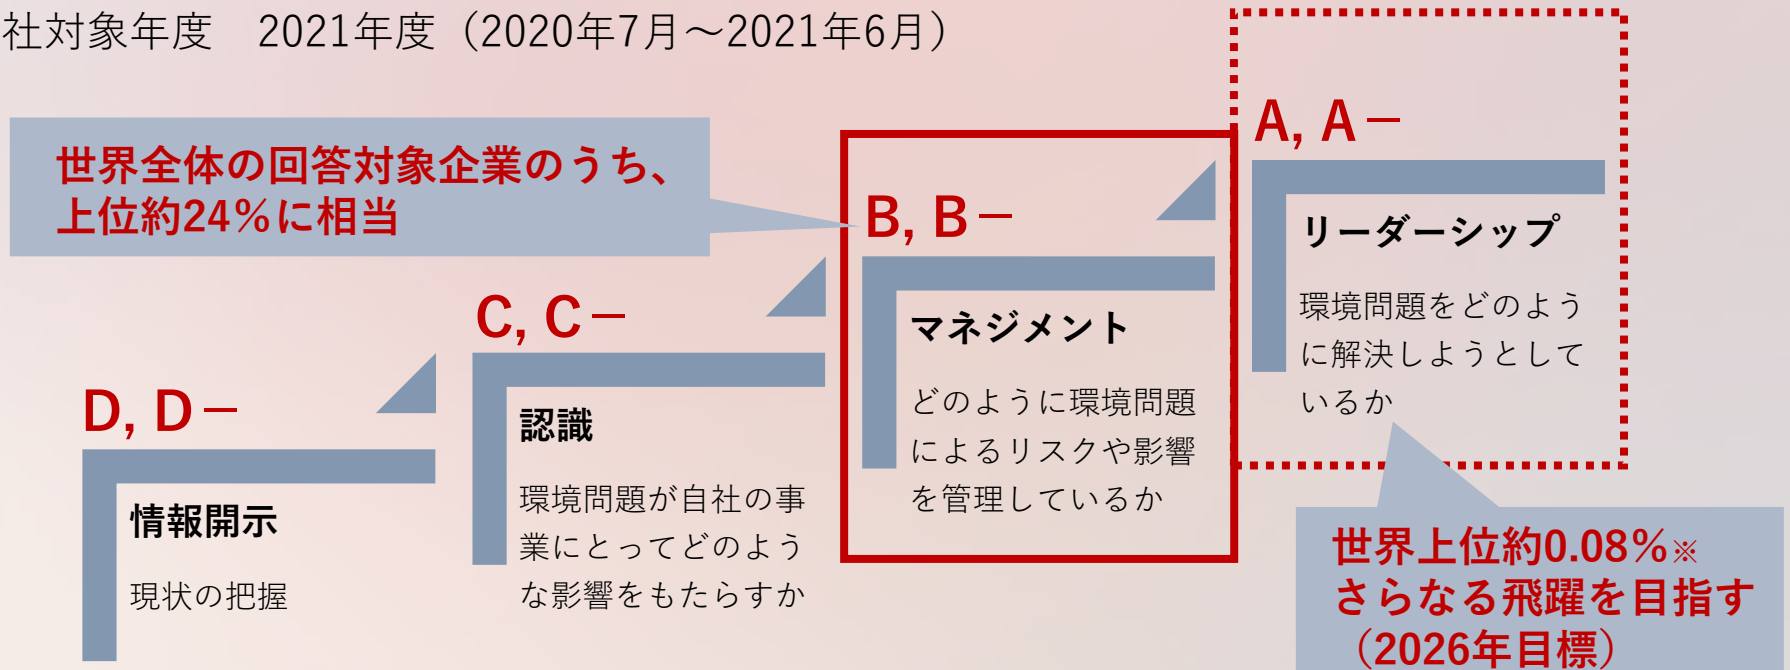 社対象年度　2021年度（2020年7月～2021年6月）
世界全体の回答対象企業のうち、
上位約24％に相当
D, D－
情報開示
現状の把握
C, C－
認識
環境問題が自社の事
業にとってどのよう
な影響をもたらすか
B, B－
マネジメント
どのように環境問題
によるリスクや影響
を管理しているか
A, A－
リーダーシップ
環境問題をどのよう
に解決しようとして
いるか
世界上位約0.08％※
さらなる飛躍を目指す
（2026年目標）